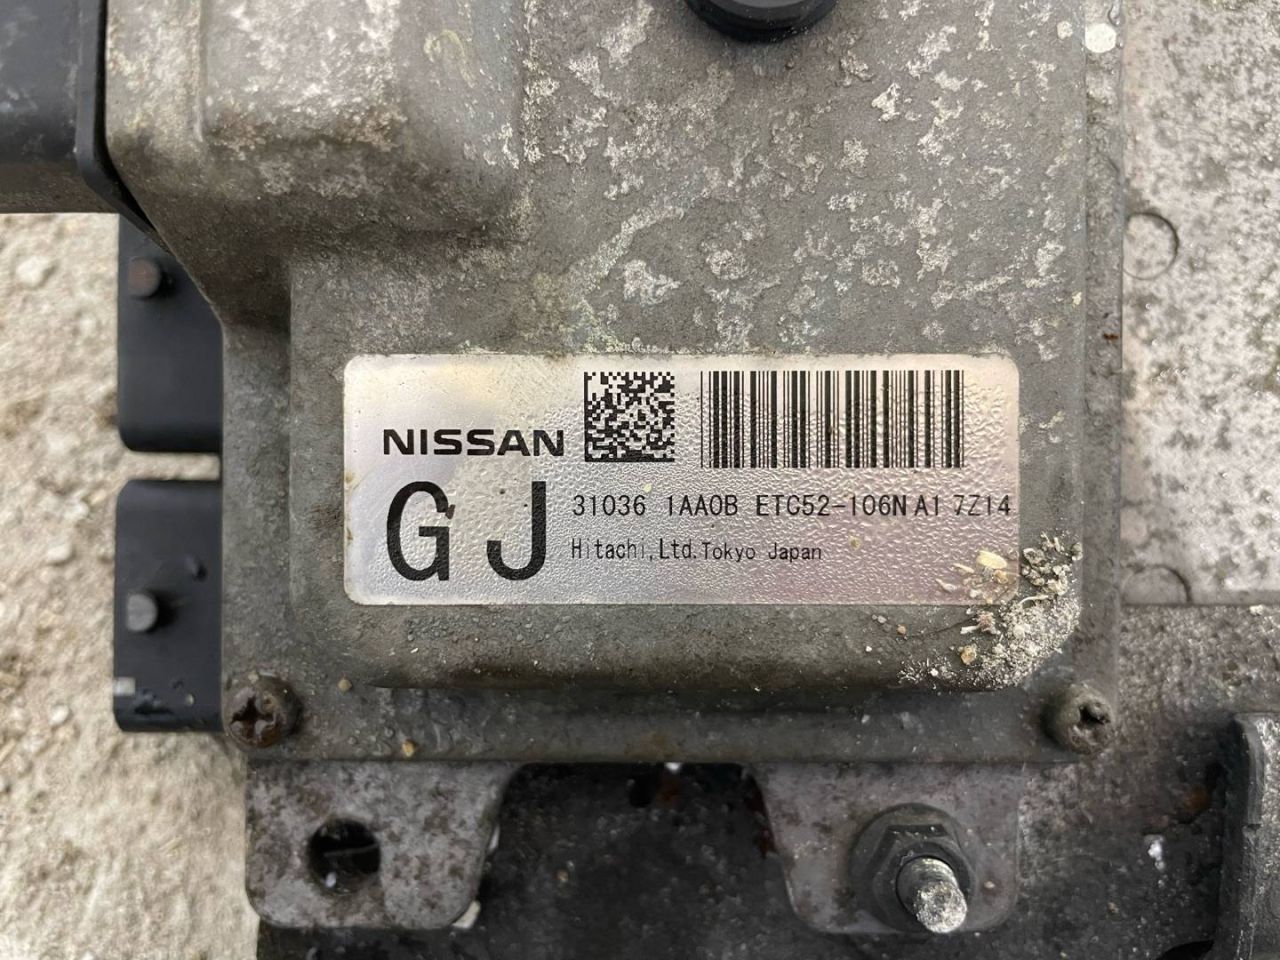 NISSAN
GJ
31036 1AA0B ETC52-106N A1 7Z14
Hitachi,Ltd.Tokyo Japan